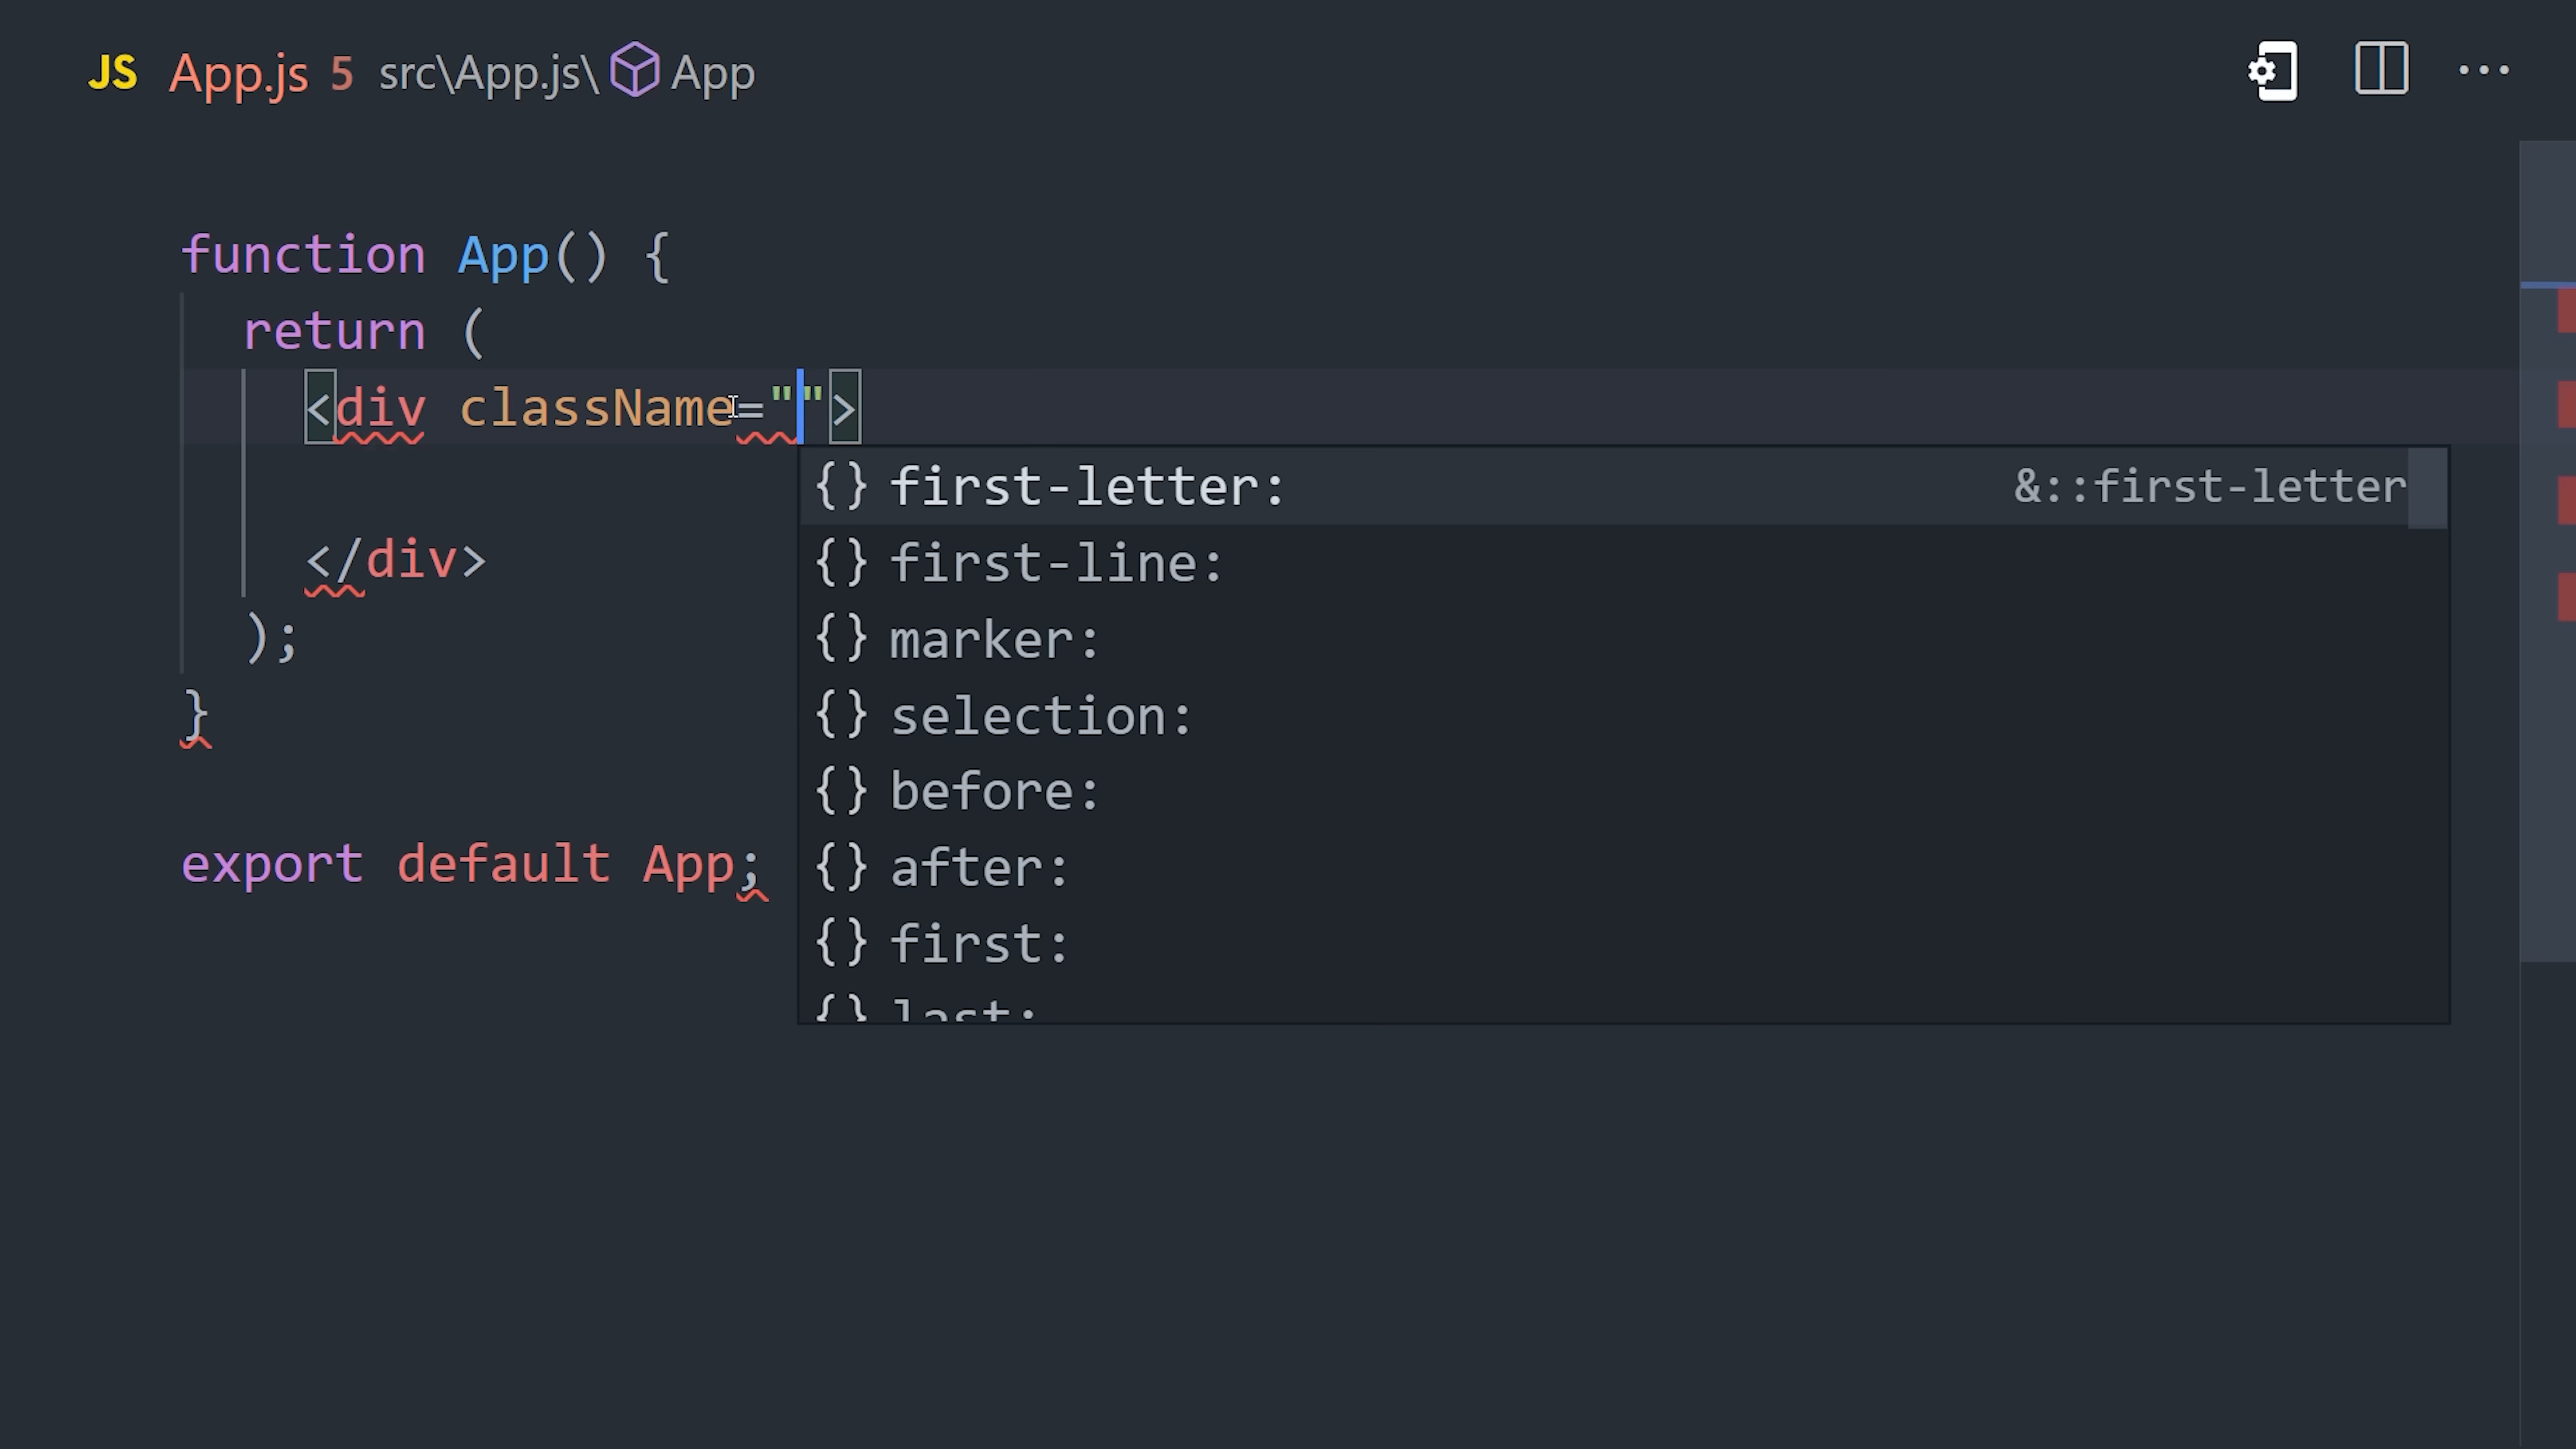 JS App.js 5 src\App.js\ App
function App() {
return (
<div className="">
{} first-letter: &::first-letter
{} first-line:
</div>
{} marker:
);
{} selection:
}
{} before:
export default App;
{} after:
{} first:
{} last: